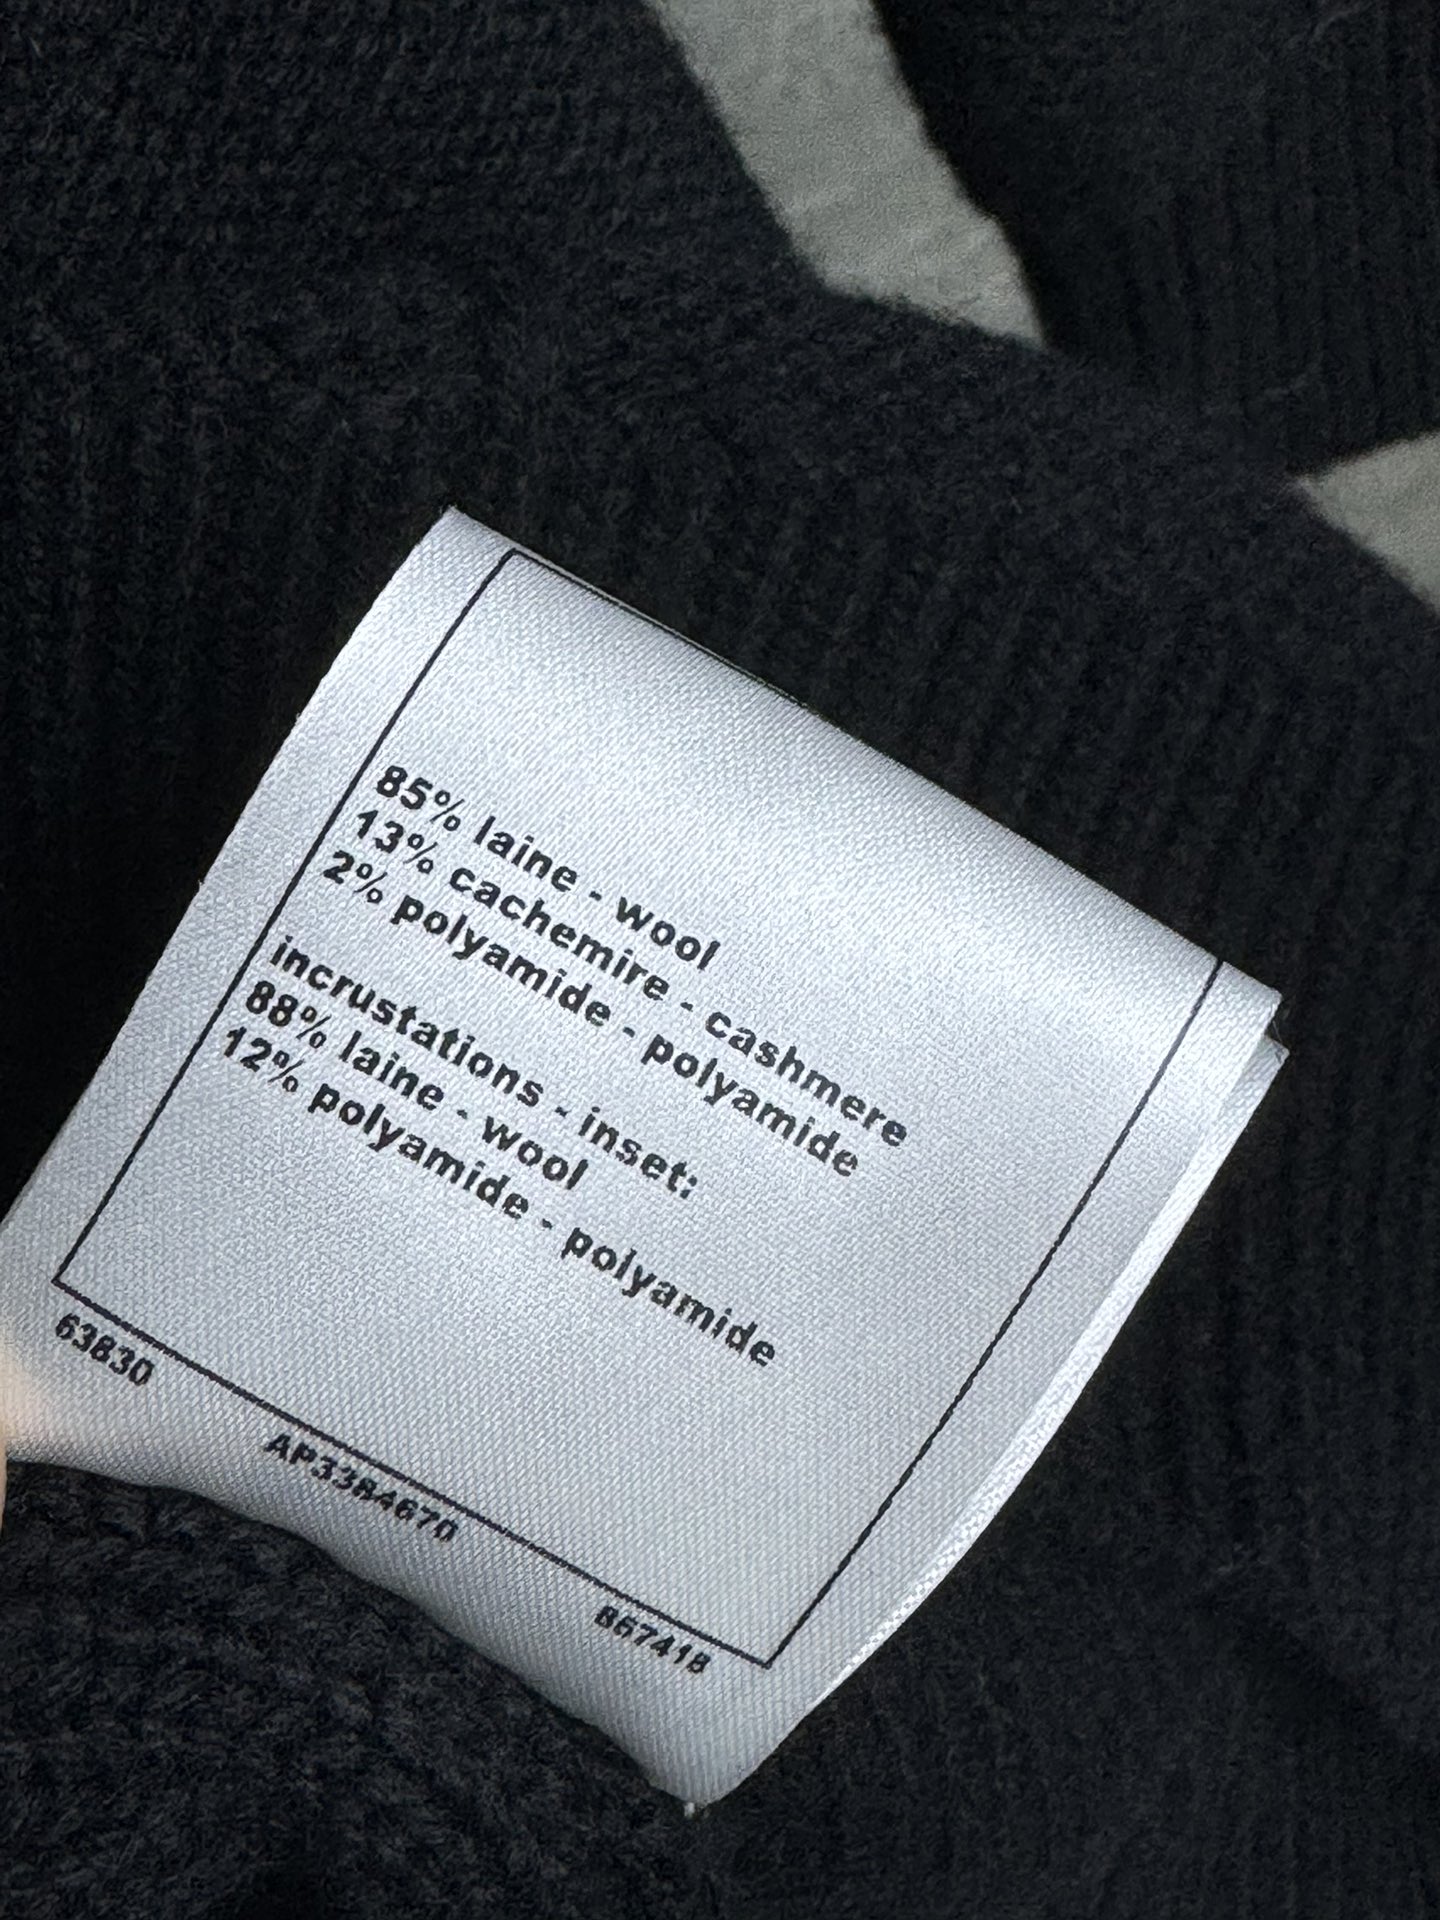 85% laine - wool
13% cachemire - cashmere
2% polyamide - polyamide
incrustations - inset:
88% laine - wool
12% polyamide - polyamide
63830
AP3384670
867418